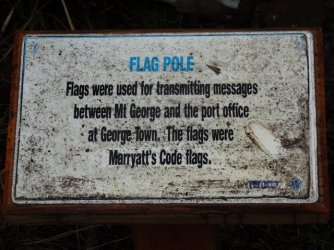 FLAG POLE
Flags were used for transmitting messages
between Mt George and the port office
at George Town. The flags were
Marryatt's Code flags.